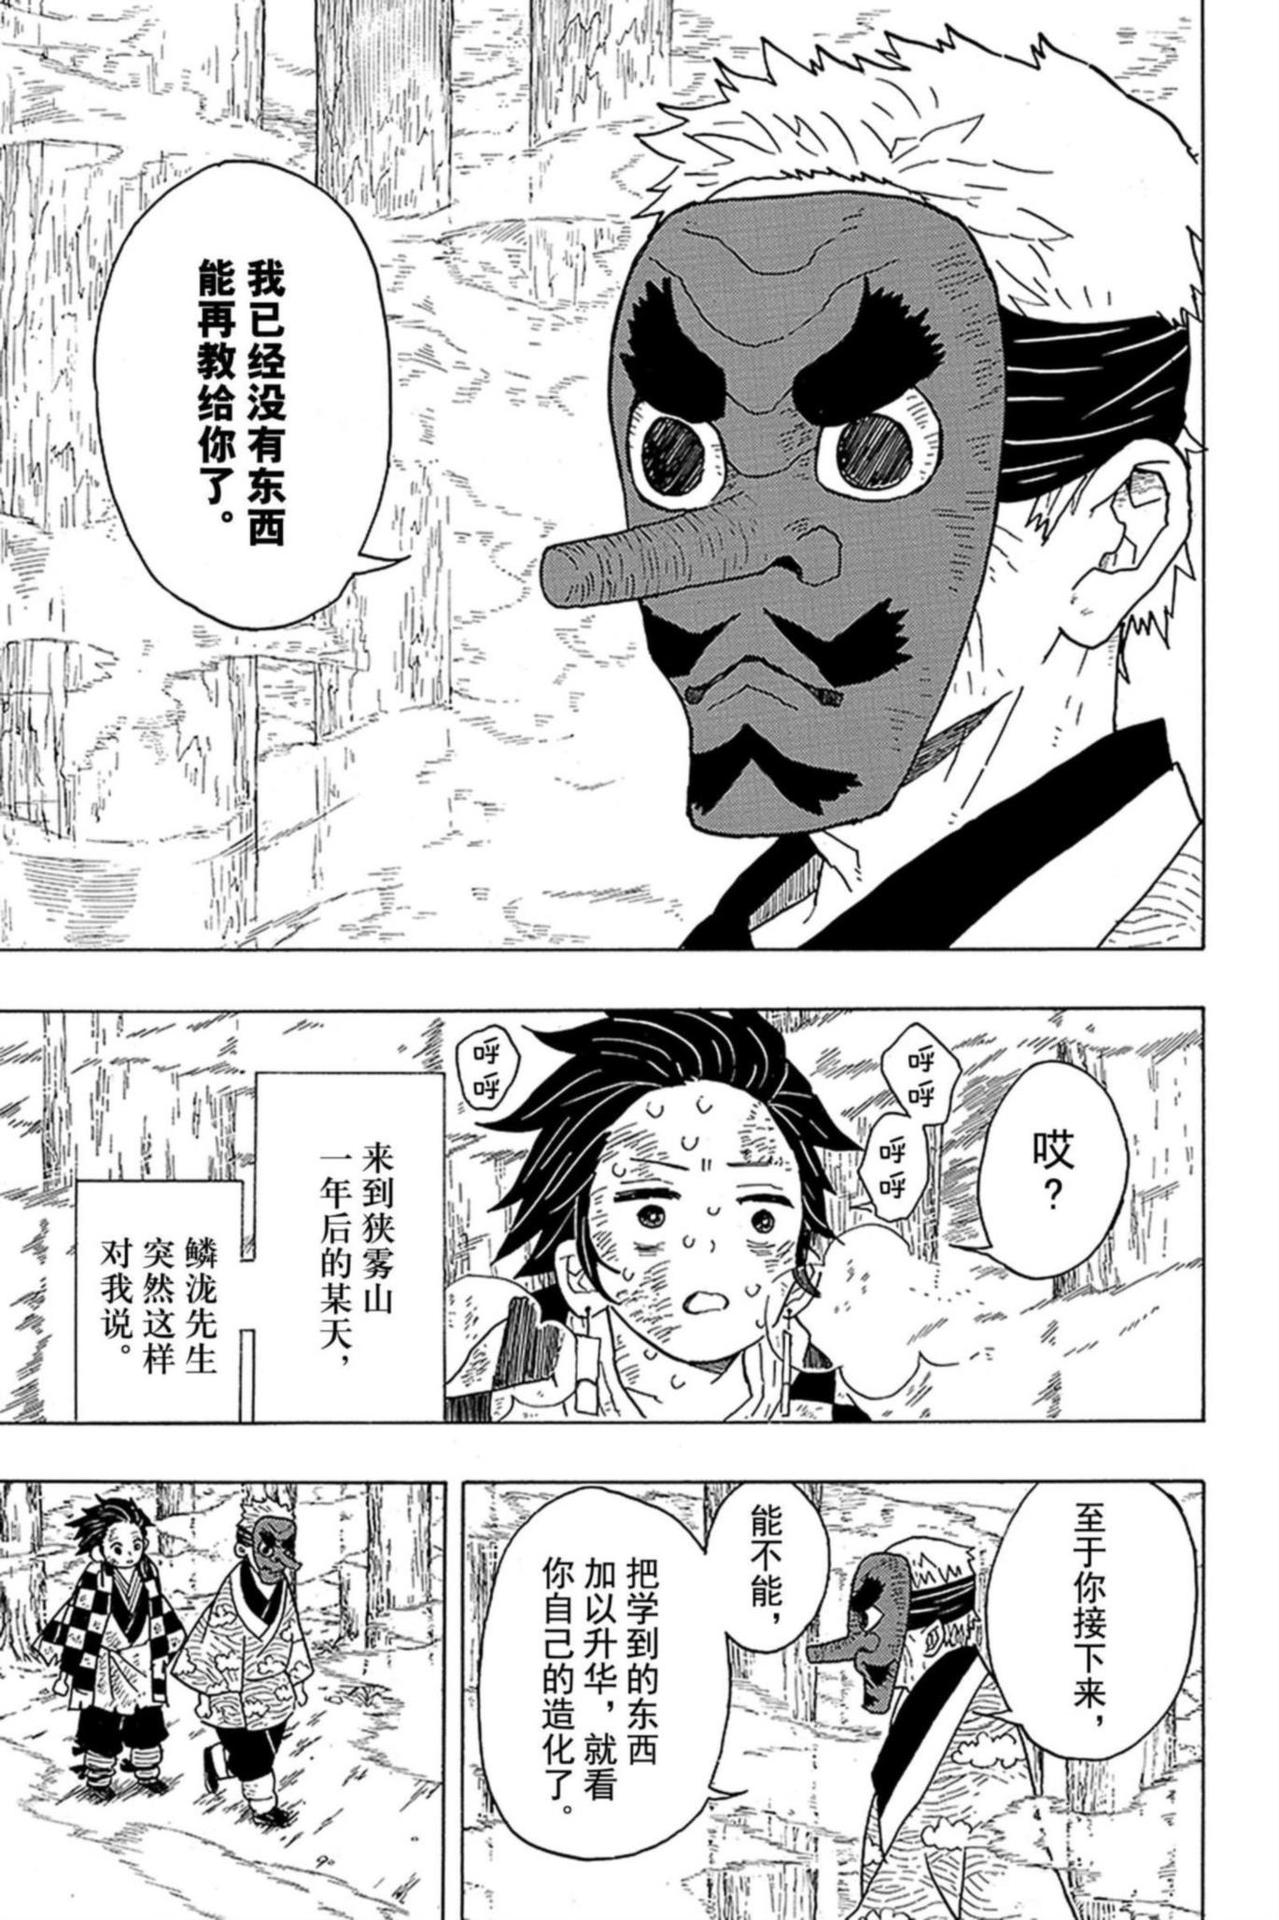 我已经没有东西
能再教给你了。
哎？
呼呼
呼呼
呼呼
来到狭雾山
一年后的某天，
鳞泷先生
突然这样
对我说。
至于你接下来，
能不能，
把学到的东西
加以升华，就看
你自己的造化了。